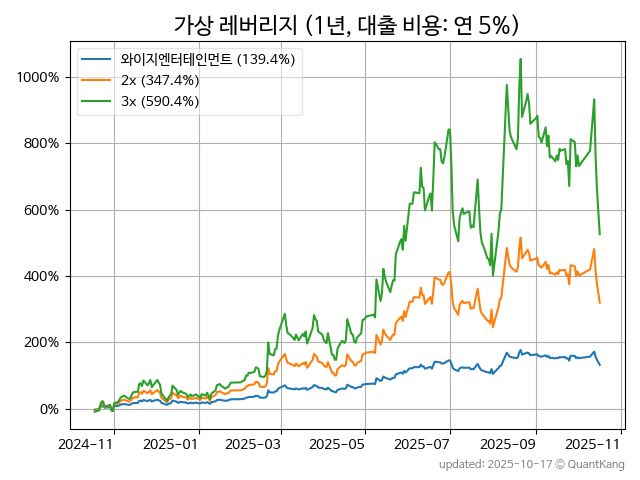 가상 레버리지 (1년, 대출 비용: 연 5%)
와이지엔터테인먼트 (139.4%)
2x (347.4%)
3x (590.4%)
1000%
800%
600%
400%
200%
0%
2024-11 2025-01 2025-03 2025-05 2025-07 2025-09 2025-11
updated: 2025-10-17 © QuantKang